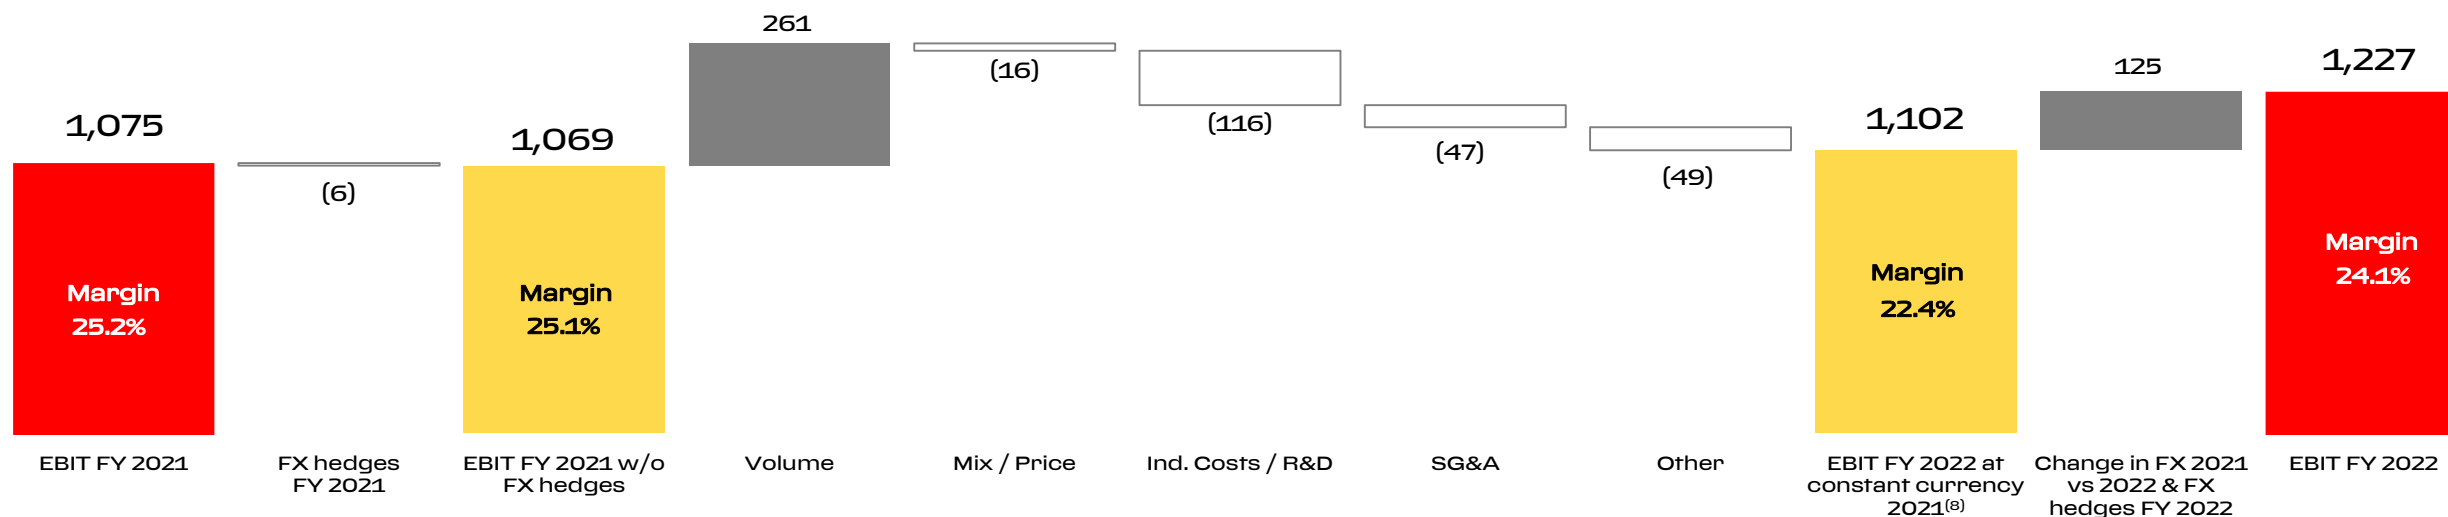 1,075
(6)
1,069
261
(16)
(116)
(47)
(49)
1,102
125
1,227
Margin
25.2%
Margin
25.1%
Margin
22.4%
Margin
24.1%
EBIT FY 2021
FX hedges
FY 2021
EBIT FY 2021 w/o
FX hedges
Volume
Mix / Price
Ind. Costs / R&D
SG&A
Other
EBIT FY 2022 at
constant currency
2021(8)
Change in FX 2021
vs 2022 & FX
hedges FY 2022
EBIT FY 2022